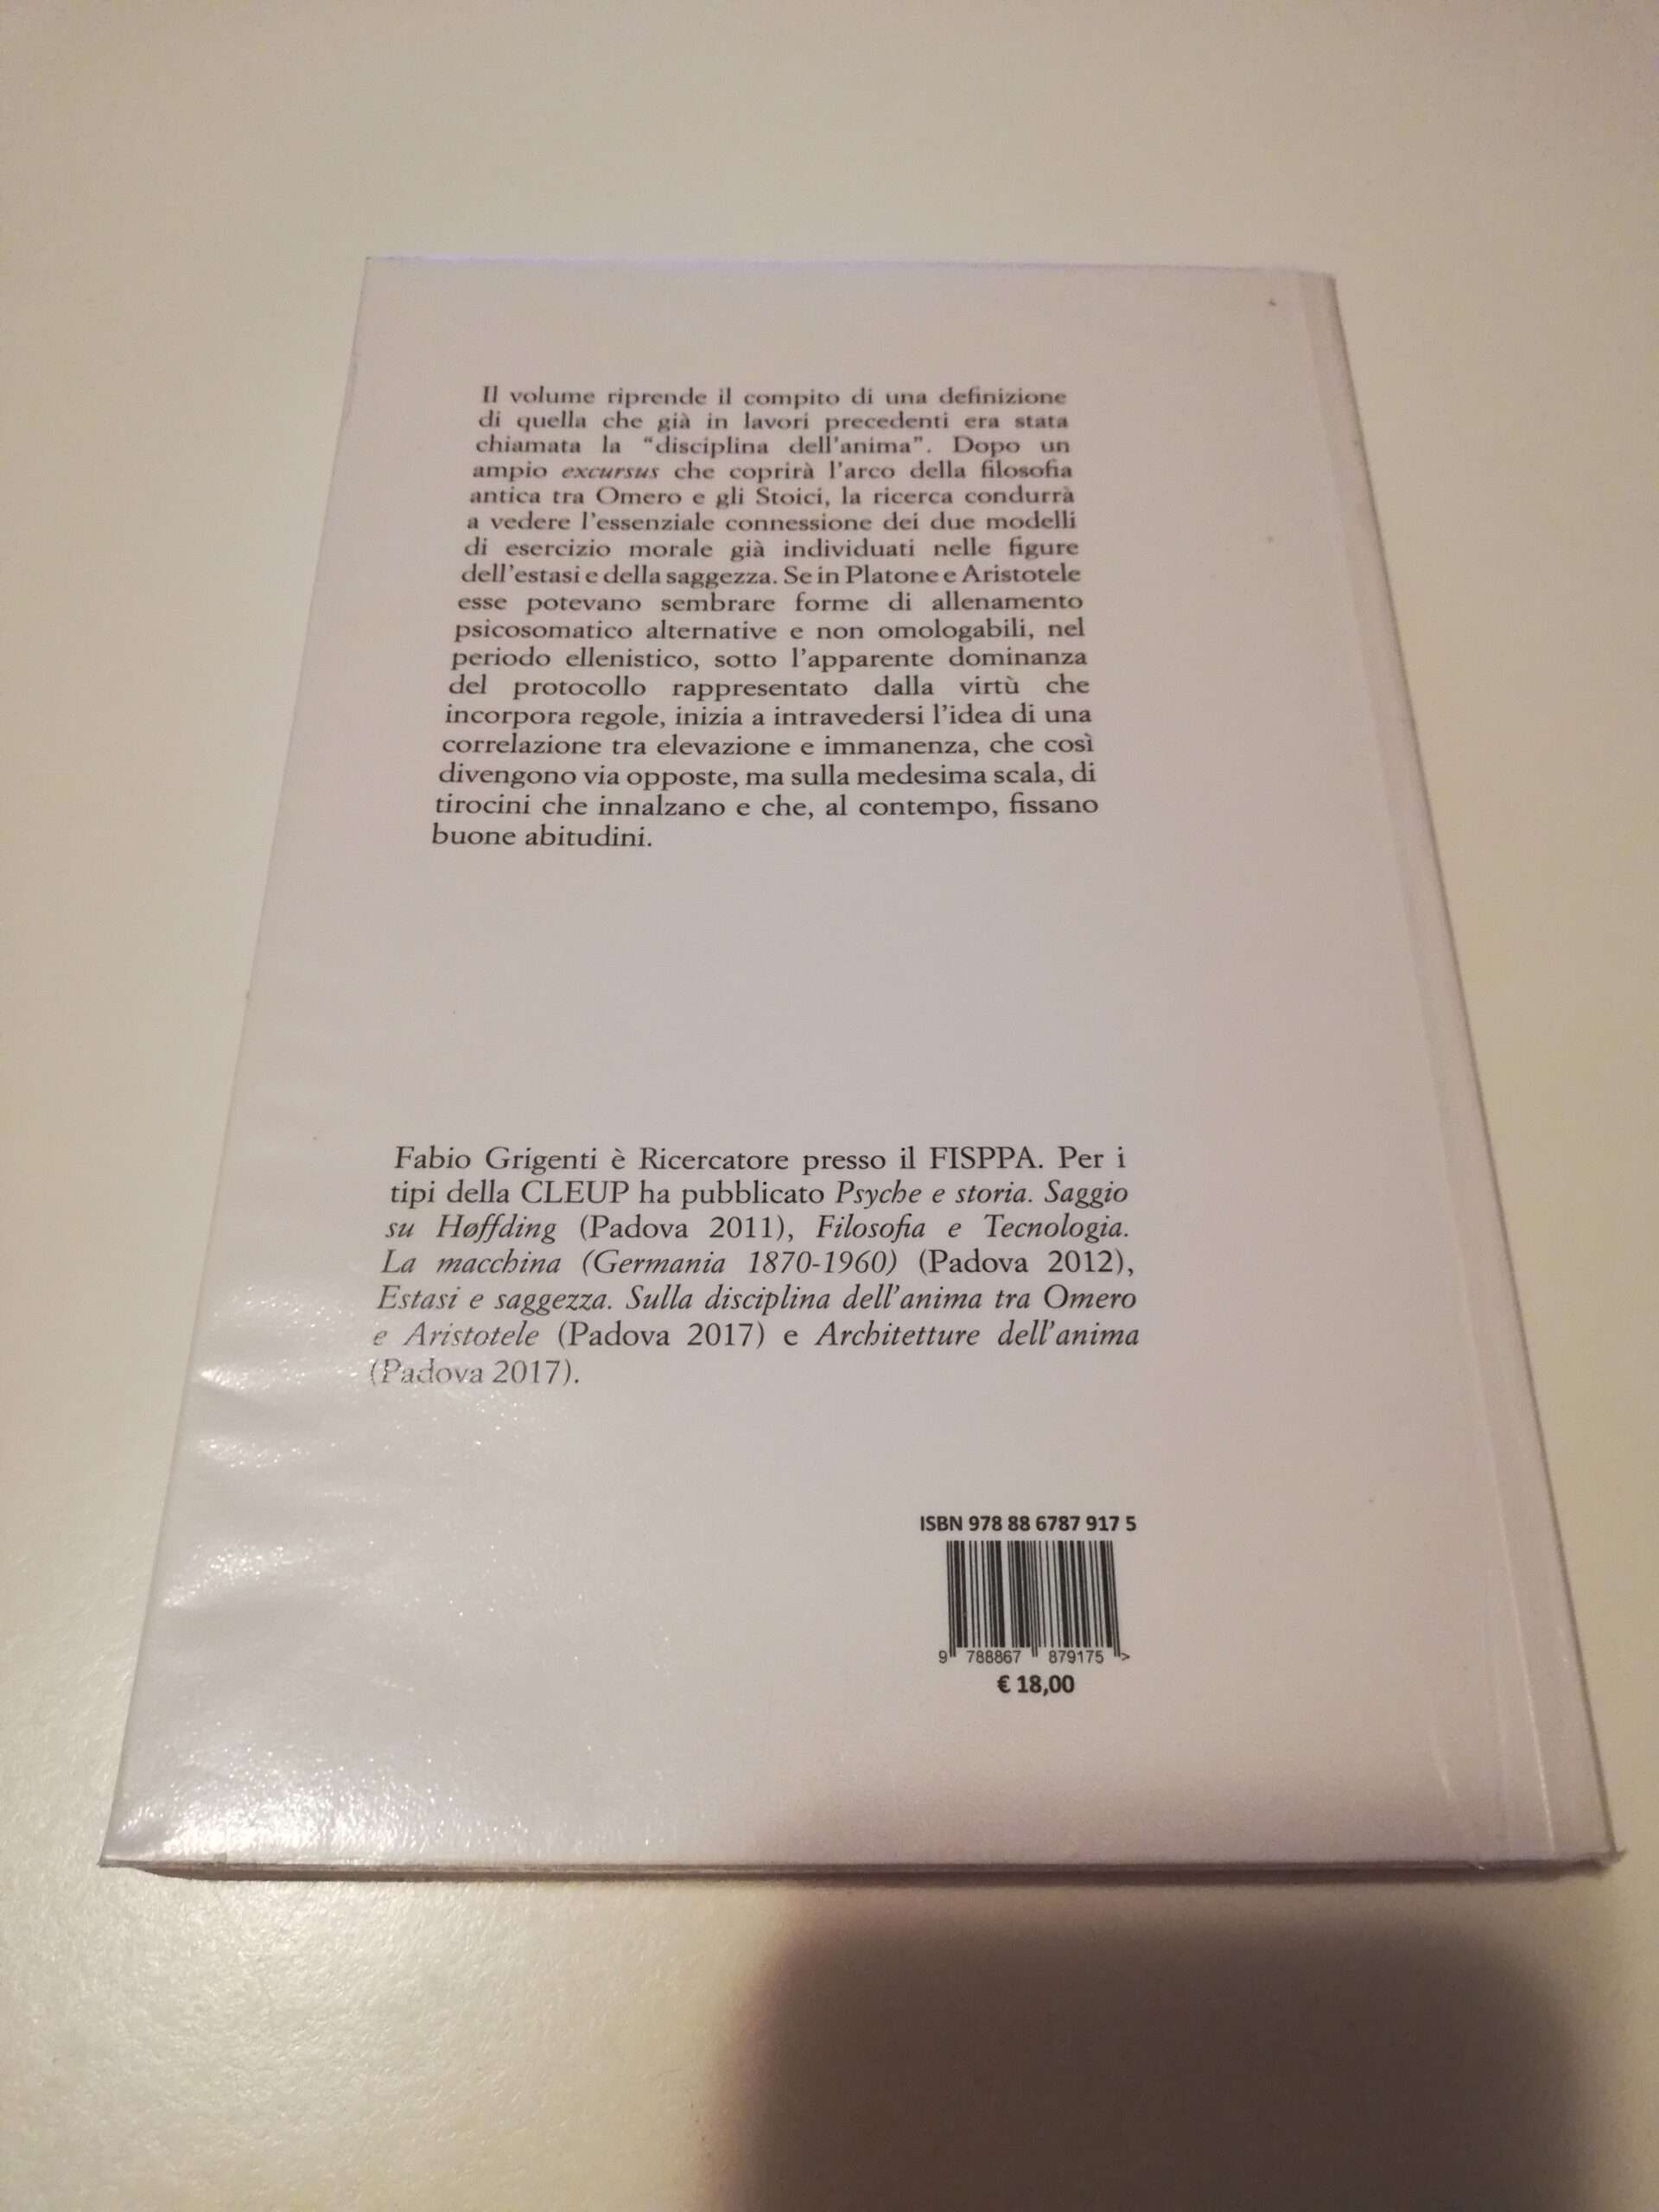 Il volume riprende il compito di una definizione
di quella che già in lavori precedenti era stata
chiamata la “disciplina dell’anima”. Dopo un
ampio excursus che coprirà l’arco della filosofia
antica tra Omero e gli Stoici, la ricerca condurrà
a vedere l’essenziale connessione dei due modelli
di esercizio morale già individuati nelle figure
dell’estasi e della saggezza. Se in Platone e Aristotele
esse potevano sembrare forme di allenamento
psicosomatico alternative e non omologabili, nel
periodo ellenistico, sotto l’apparente dominanza
del protocollo rappresentato dalla virtù che
incorpora regole, inizia a intravedersi l’idea di una
correlazione tra elevazione e immanenza, che così
divengono via opposte, ma sulla medesima scala, di
tirocini che innalzano e che, al contempo, fissano
buone abitudini.
Fabio Grigenti è Ricercatore presso il FISPPA. Per i
tipi della CLEUP ha pubblicato Psyche e storia. Saggio
su Høffding (Padova 2011), Filosofia e Tecnologia.
La macchina (Germania 1870-1960) (Padova 2012),
Estasi e saggezza. Sulla disciplina dell’anima tra Omero
e Aristotele (Padova 2017) e Architetture dell’anima
(Padova 2017).
ISBN 978 88 6787 917 5
9 788867 879175 >
€ 18,00